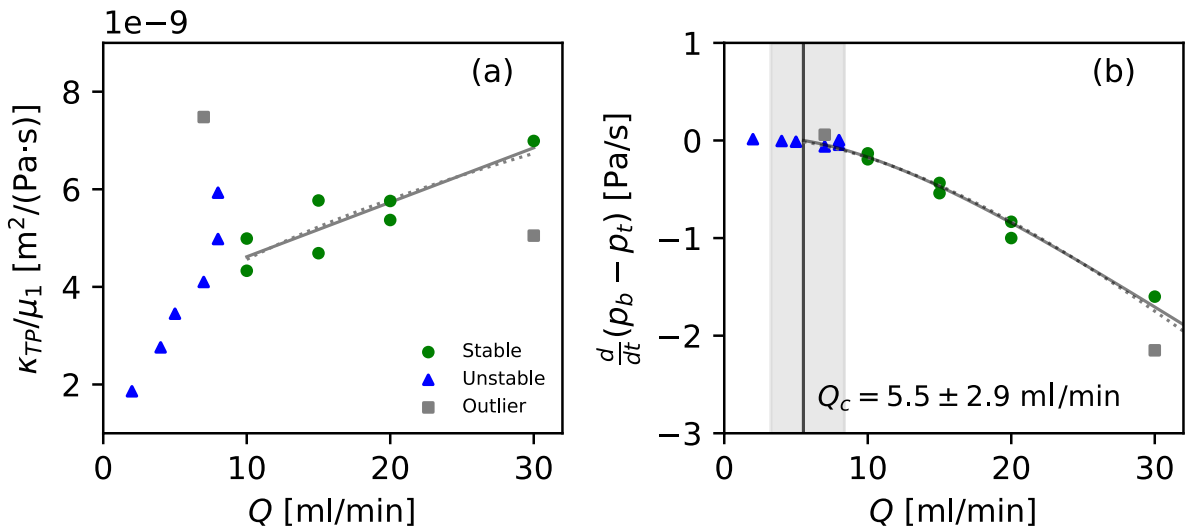 1e−9
(a)
8
6
4
2
κ_TP/μ_1 [m^2/(Pa·s)]
Stable
Unstable
Outlier
0 10 20 30
Q [ml/min]
(b)
1
0
−1
−2
−3
d/dt (p_b − p_t) [Pa/s]
Q_c = 5.5 ± 2.9 ml/min
0 10 20 30
Q [ml/min]